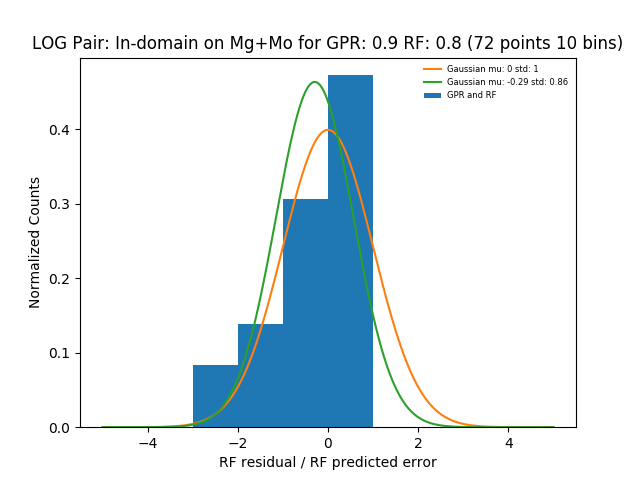 LOG Pair: In-domain on Mg+Mo for GPR: 0.9 RF: 0.8 (72 points 10 bins)
Gaussian mu: 0 std: 1
Gaussian mu: -0.29 std: 0.86
GPR and RF
Normalized Counts
0.4
0.3
0.2
0.1
0.0
−4
−2
0
2
4
RF residual / RF predicted error